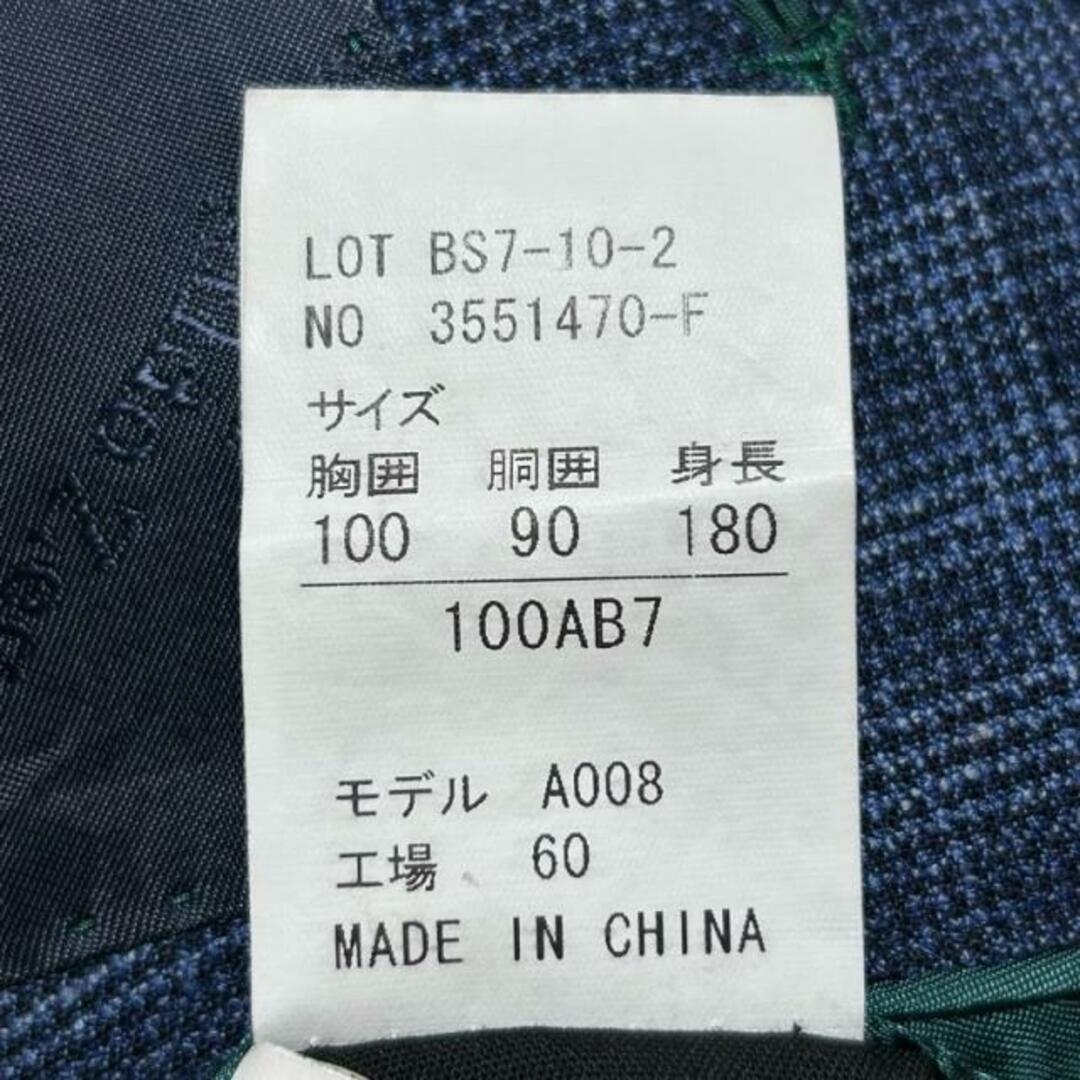 LOT BS7-10-2
NO 3551470-F
サイズ
胸囲 胴囲 身長
100 90 180
100AB7
モデル A008
工場 60
MADE IN CHINA